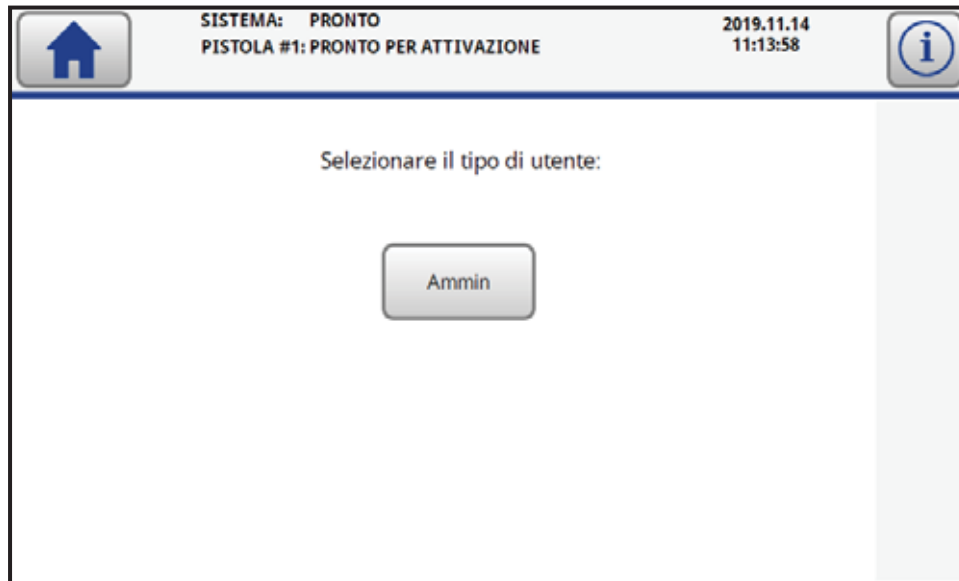 SISTEMA: PRONTO
PISTOLA #1: PRONTO PER ATTIVAZIONE
2019.11.14
11:13:58
i
Selezionare il tipo di utente:
Ammin